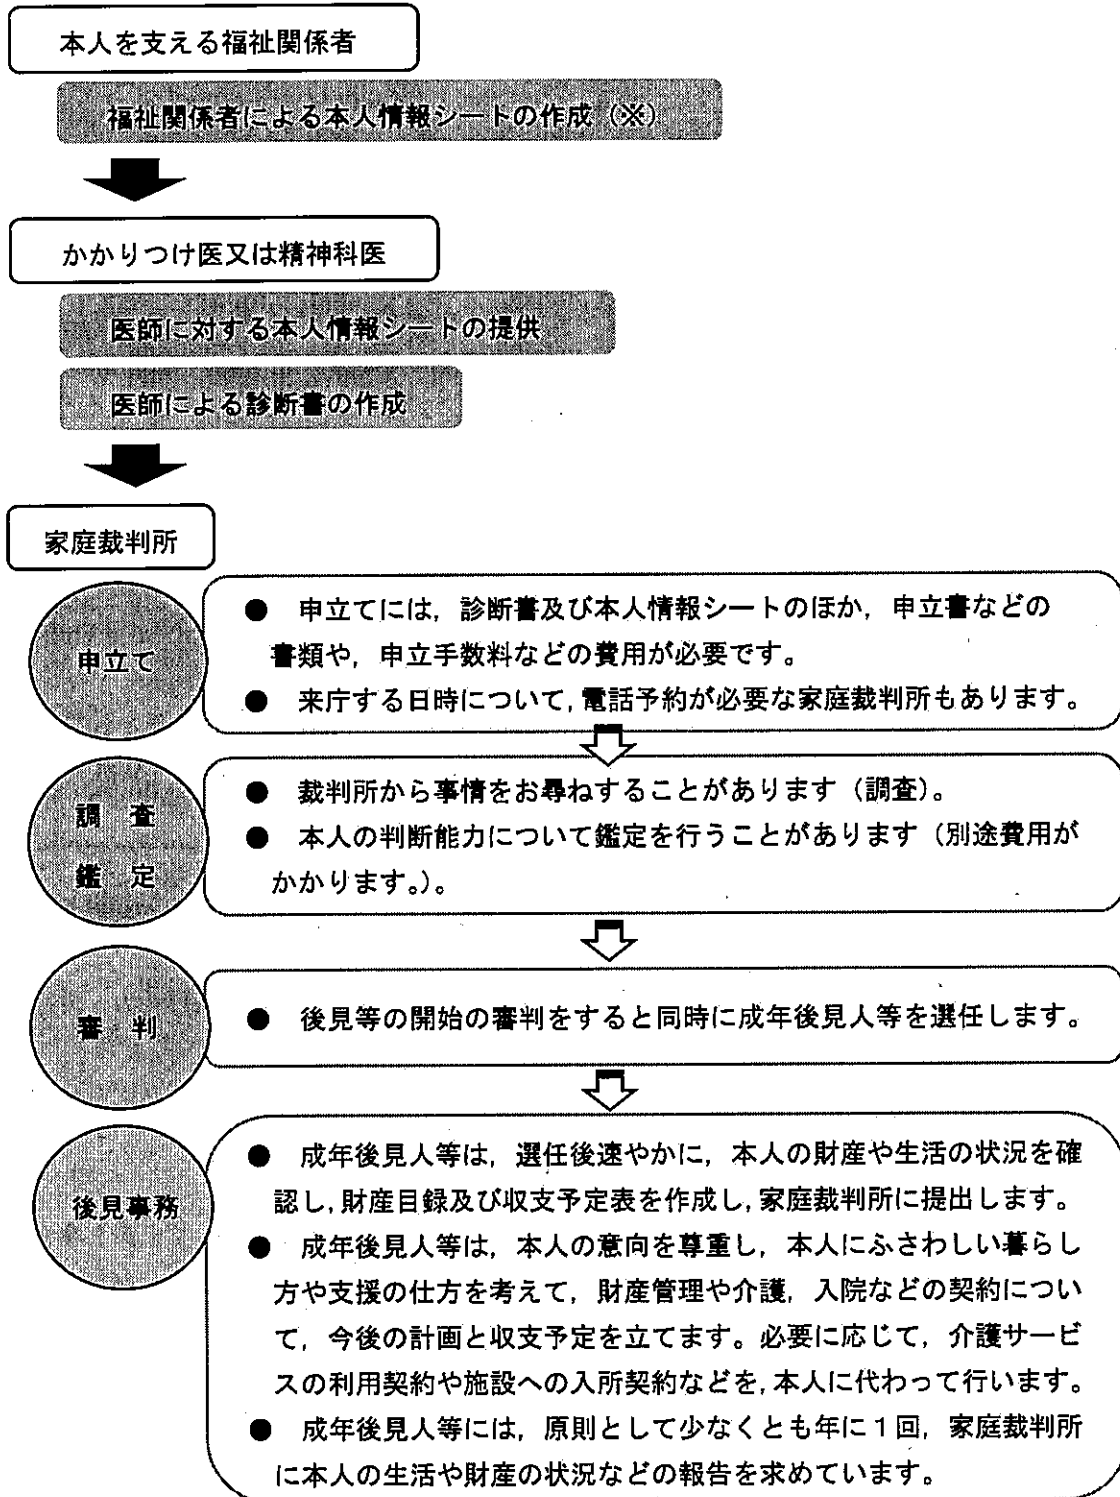 本人を支える福祉関係者
福祉関係者による本人情報シートの作成（※）
かかりつけ医又は精神科医
医師に対する本人情報シートの提供
医師による診断書の作成
家庭裁判所
申立て
● 申立てには，診断書及び本人情報シートのほか，申立書などの
書類や，申立手数料などの費用が必要です。
● 来庁する日時について，電話予約が必要な家庭裁判所もあります。
調 査
鑑 定
● 裁判所から事情をお尋ねすることがあります（調査）。
● 本人の判断能力について鑑定を行うことがあります（別途費用が
かかります。）。
審 判
● 後見等の開始の審判をすると同時に成年後見人等を選任します。
後見事務
● 成年後見人等は，選任後速やかに，本人の財産や生活の状況を確
認し，財産目録及び収支予定表を作成し，家庭裁判所に提出します。
● 成年後見人等は，本人の意向を尊重し，本人にふさわしい暮らし
方や支援の仕方を考えて，財産管理や介護，入院などの契約につい
て，今後の計画と収支予定を立てます。必要に応じて，介護サービ
スの利用契約や施設への入所契約などを，本人に代わって行います。
● 成年後見人等には，原則として少なくとも年に１回，家庭裁判所
に本人の生活や財産の状況などの報告を求めています。